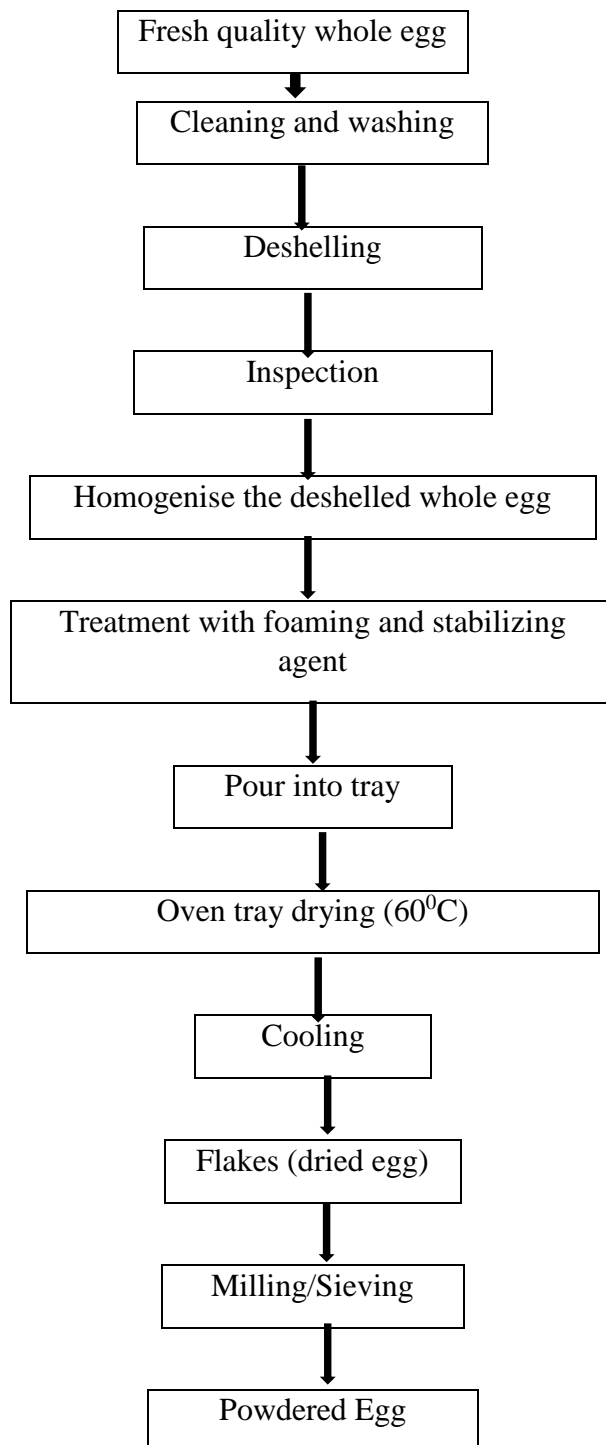 Fresh quality whole egg
Cleaning and washing
Deshelling
Inspection
Homogenise the deshelled whole egg
Treatment with foaming and stabilizing
agent
Pour into tray
Oven tray drying (60⁰C)
Cooling
Flakes (dried egg)
Milling/Sieving
Powdered Egg